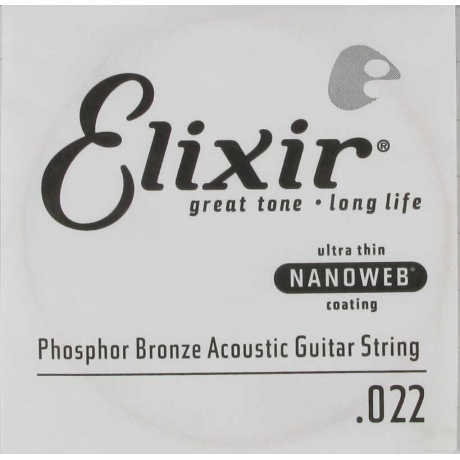 Elixir®
great tone • long life
ultra thin
NANOWEB®
coating
Phosphor Bronze Acoustic Guitar String
.022